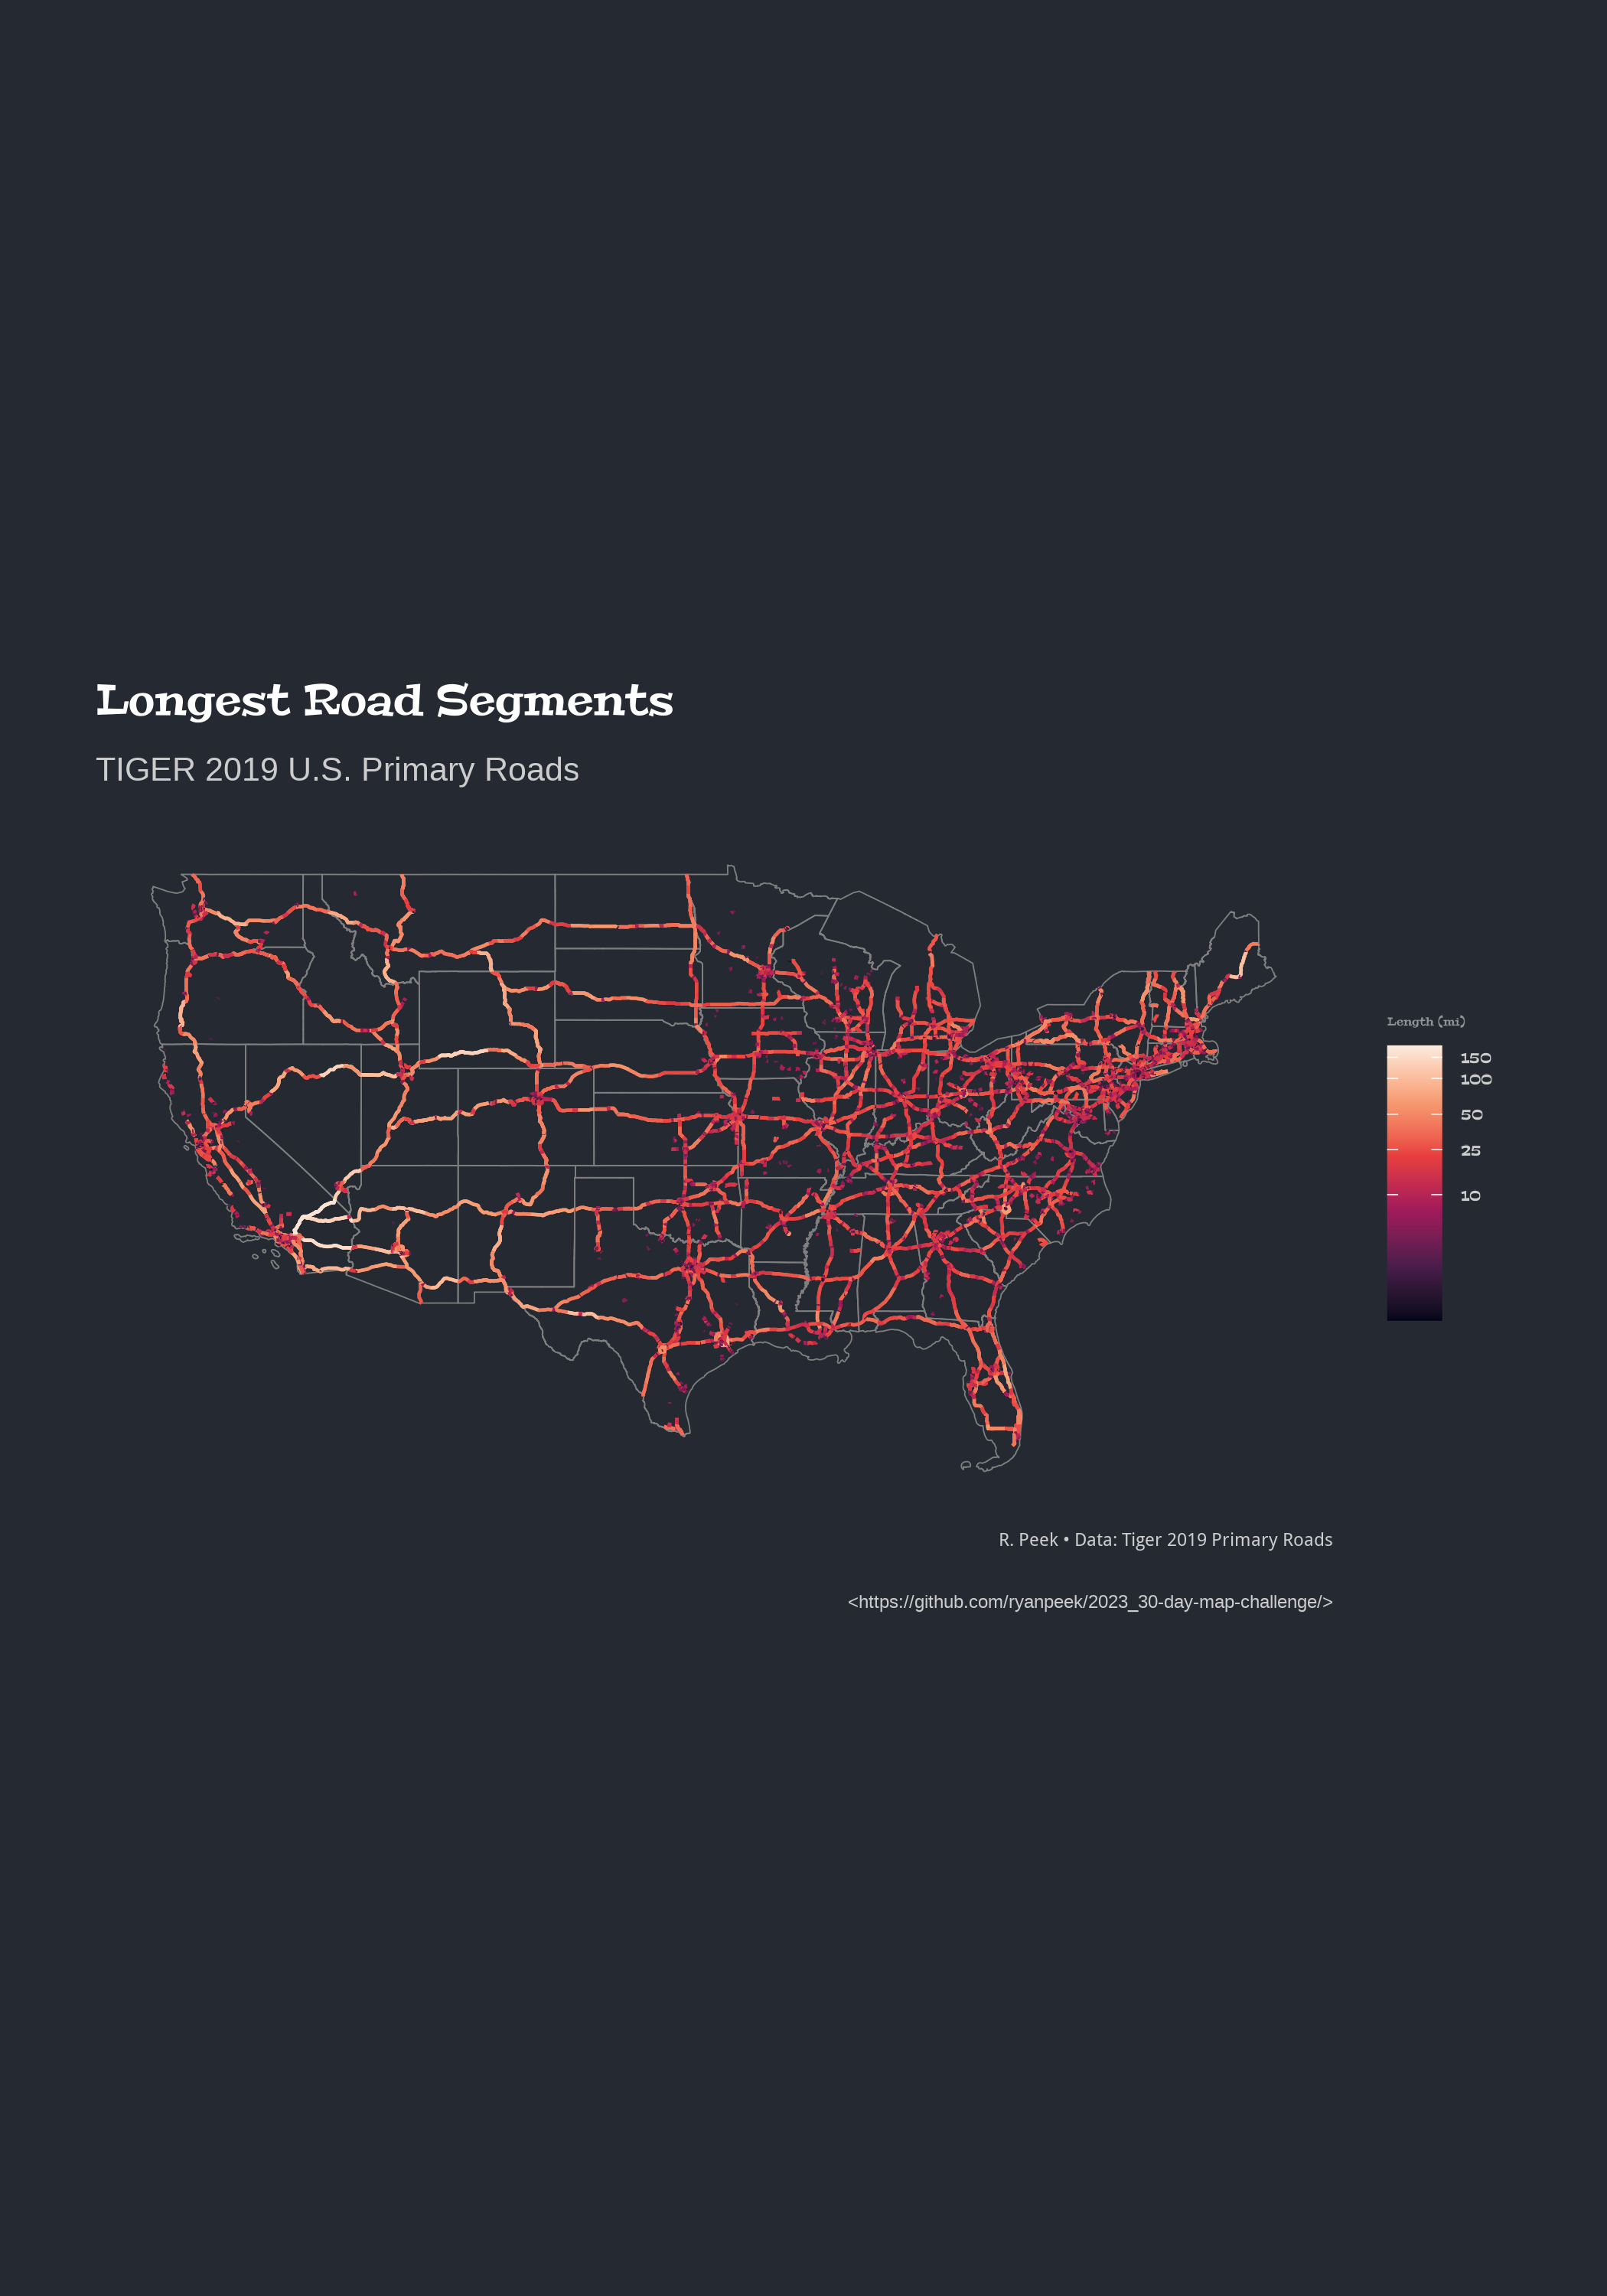 Longest Road Segments
TIGER 2019 U.S. Primary Roads
Length (mi)
150
100
50
25
10
R. Peek • Data: Tiger 2019 Primary Roads
<https://github.com/ryanpeek/2023_30-day-map-challenge/>